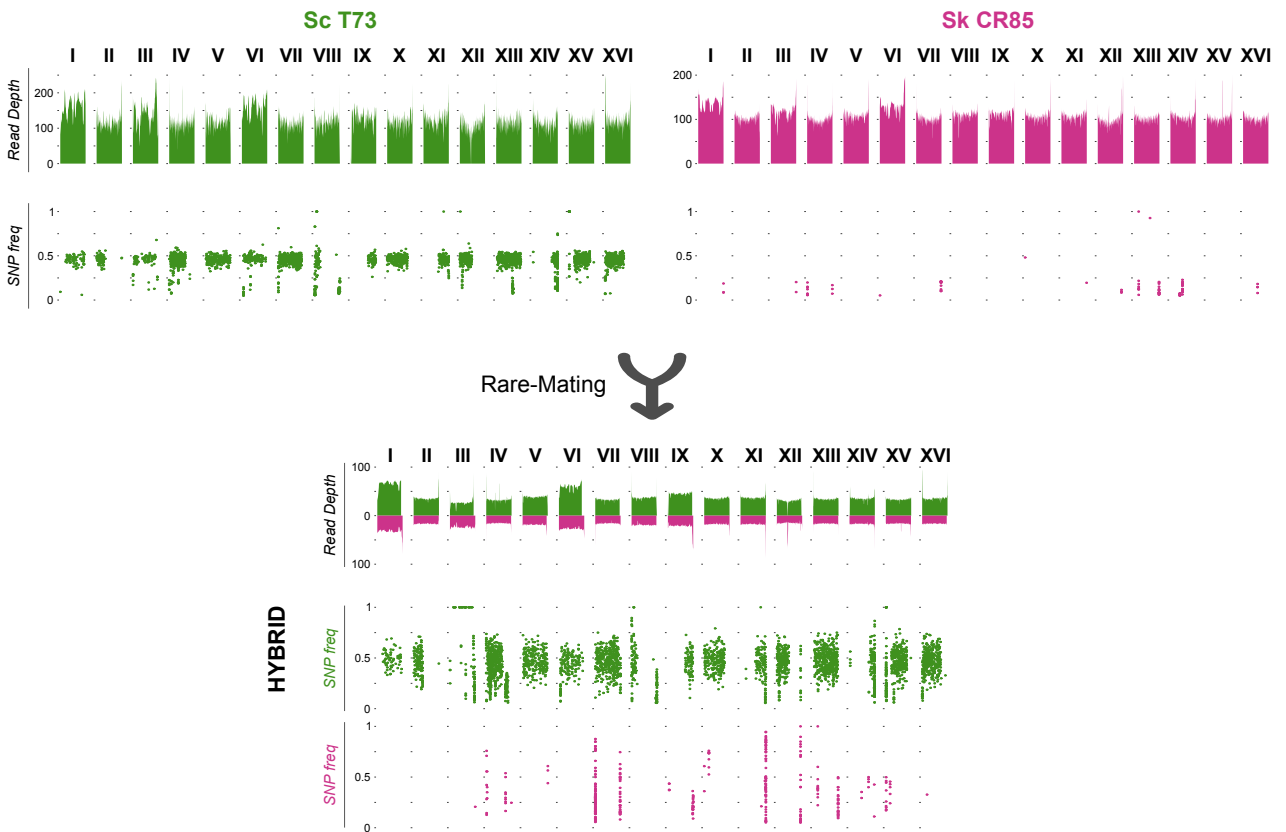 Sc T73
Sk CR85
I II III IV V VI VII VIII IX X XI XII XIII XIV XV XVI
I II III IV V VI VII VIII IX X XI XII XIII XIV XV XVI
Read Depth
200
100
0
200
100
0
SNP freq
1
0.5
0
1
0.5
0
Rare-Mating
I II III IV V VI VII VIII IX X XI XII XIII XIV XV XVI
Read Depth
100
0
100
HYBRID
SNP freq
1
0.5
0
SNP freq
1
0.5
0